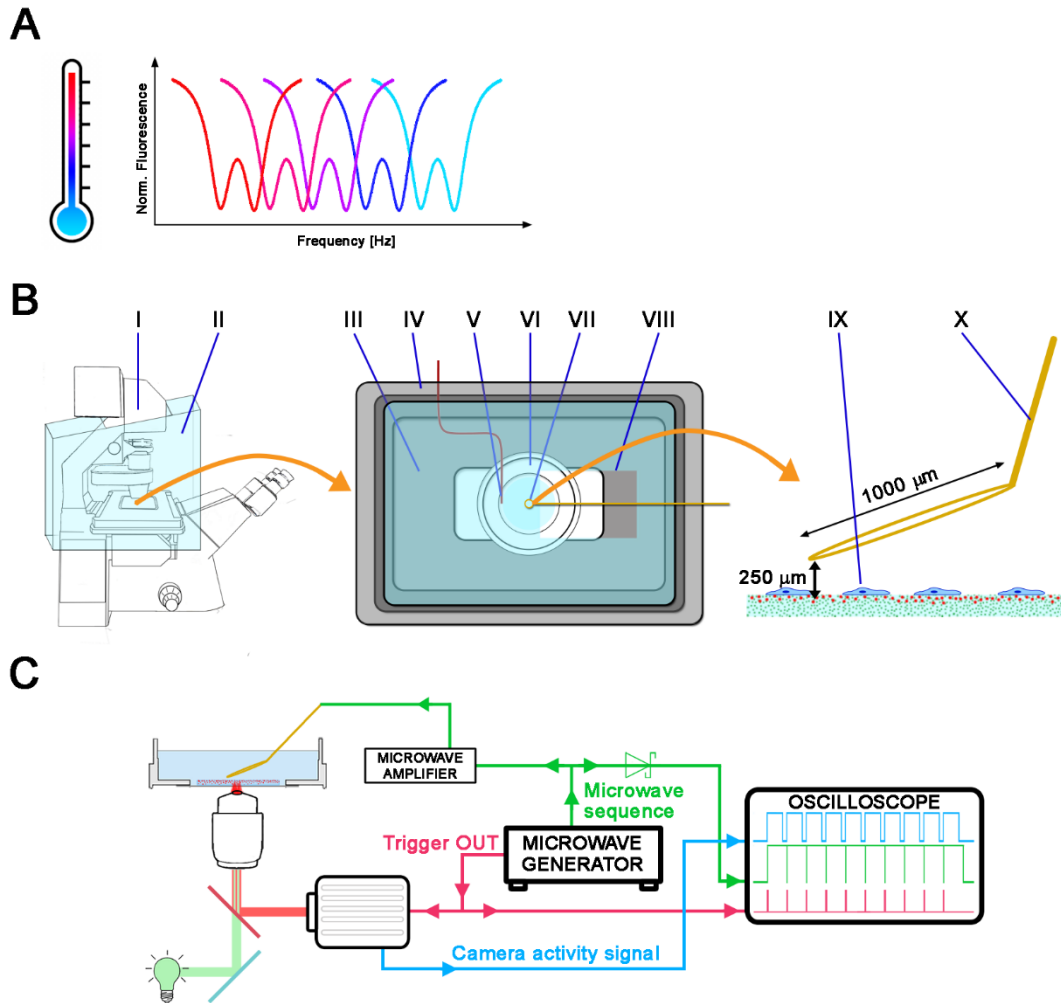 A
Norm. Fluorescence
Frequency [Hz]
B
I II III IV V VI VII VIII IX X
1000 μm
250 μm
C
MICROWAVE
AMPLIFIER
Microwave
sequence
OSCILLOSCOPE
Trigger OUT
MICROWAVE
GENERATOR
Camera activity signal